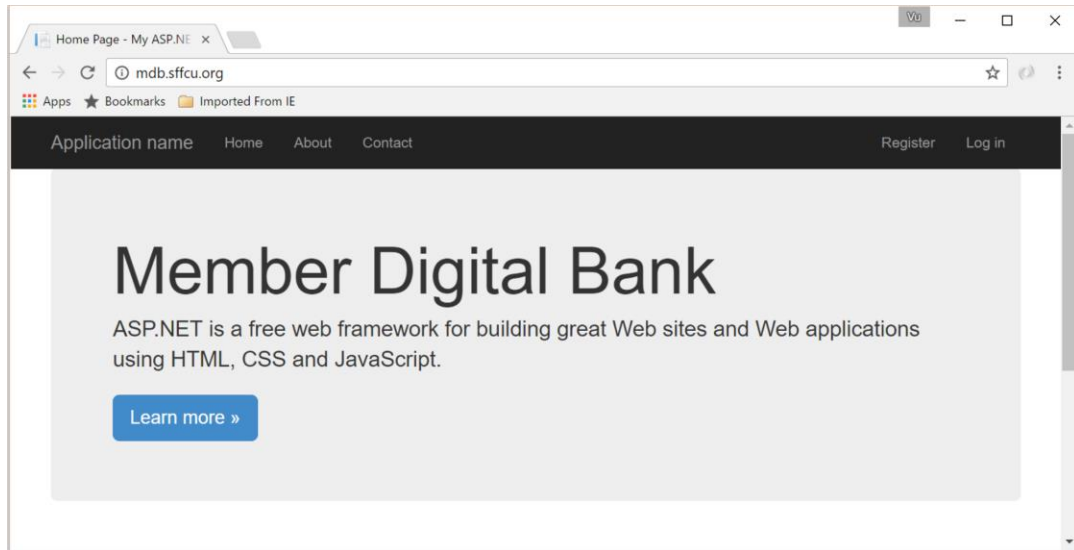 Vu
Home Page - My ASP.NE
mdb.sffcu.org
Apps Bookmarks Imported From IE
Application name Home About Contact Register Log in
Member Digital Bank
ASP.NET is a free web framework for building great Web sites and Web applications
using HTML, CSS and JavaScript.
Learn more »